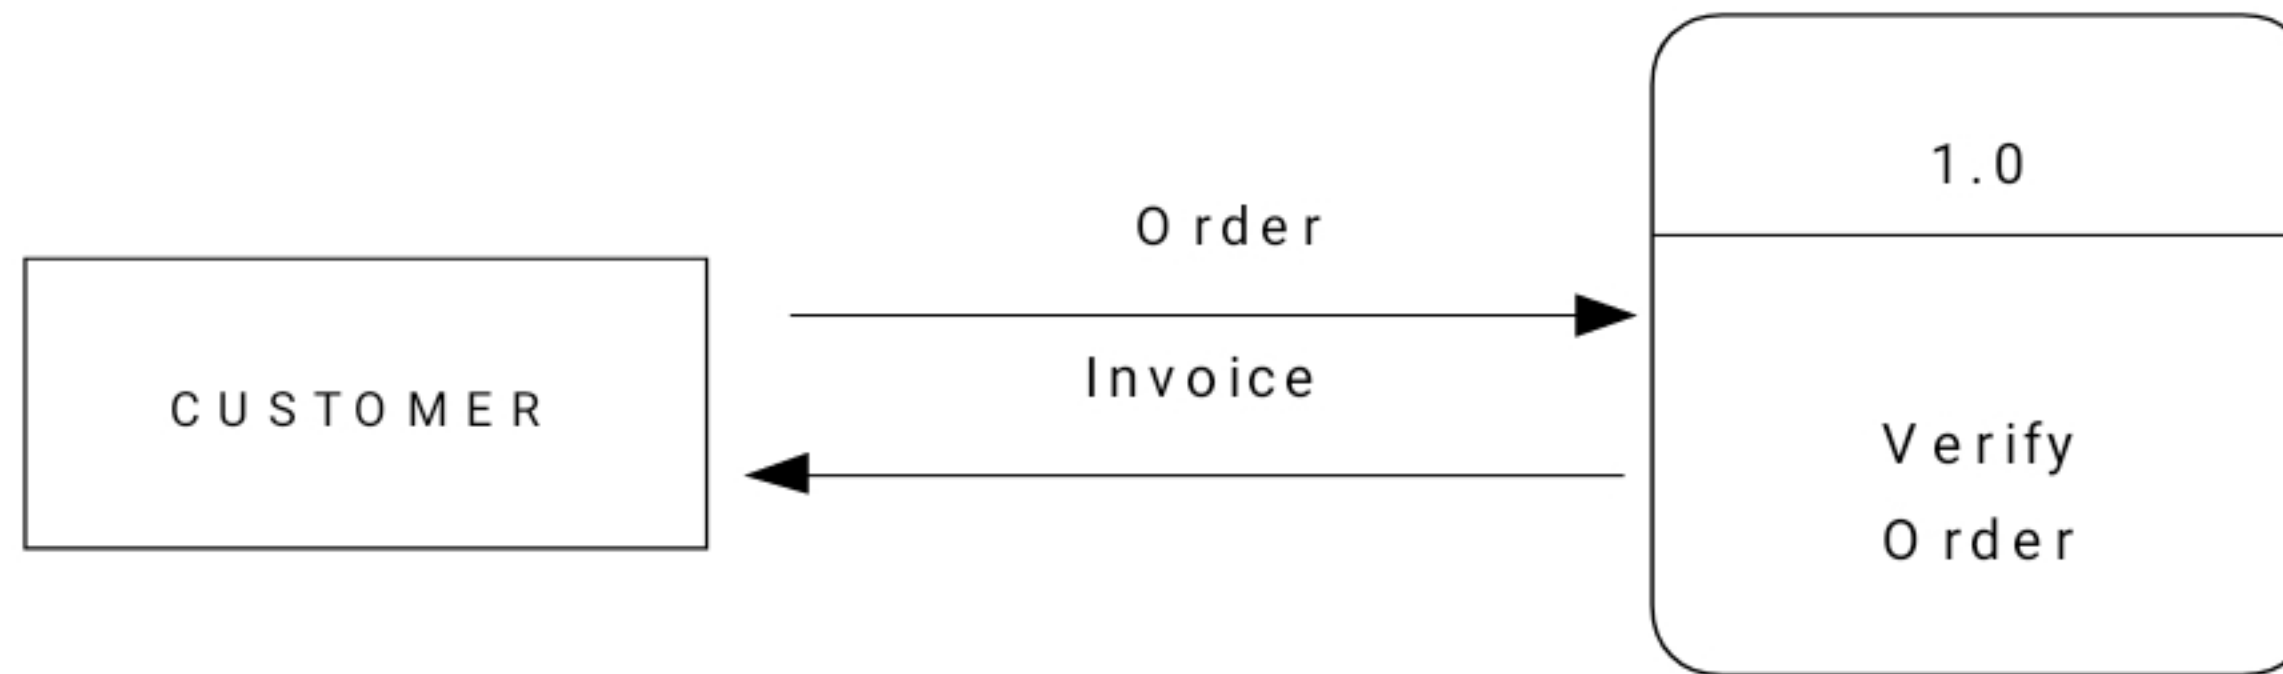 1.0
Order
Invoice
CUSTOMER
Verify
Order